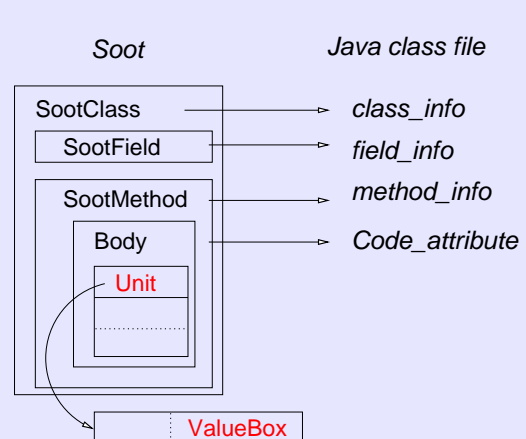 Soot Java class file
SootClass class_info
SootField field_info
SootMethod method_info
Body Code_attribute
Unit
ValueBox